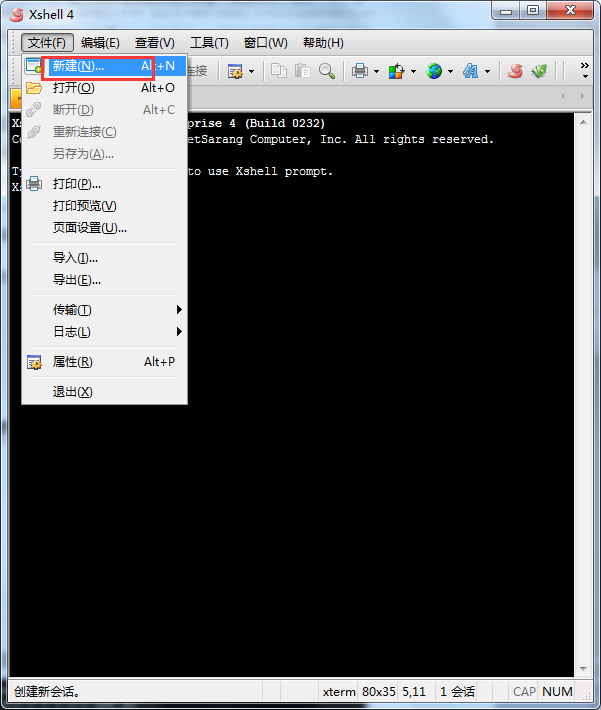 Xshell 4
文件(F) 编辑(E) 查看(V) 工具(T) 窗口(W) 帮助(H)
新建(N)... Alt+N
连接
打开(O) Alt+O
断开(D) Alt+C
重新连接(C)
另存为(A)...
打印(P)...
打印预览(V)
页面设置(U)...
导入(I)...
导出(E)...
传输(T)
日志(L)
属性(R) Alt+P
退出(X)
prise 4 (Build 0232)
etSarang Computer, Inc. All rights reserved.
to use Xshell prompt.
创建新会话。 xterm 80x35 5,11 1 会话 CAP NUM